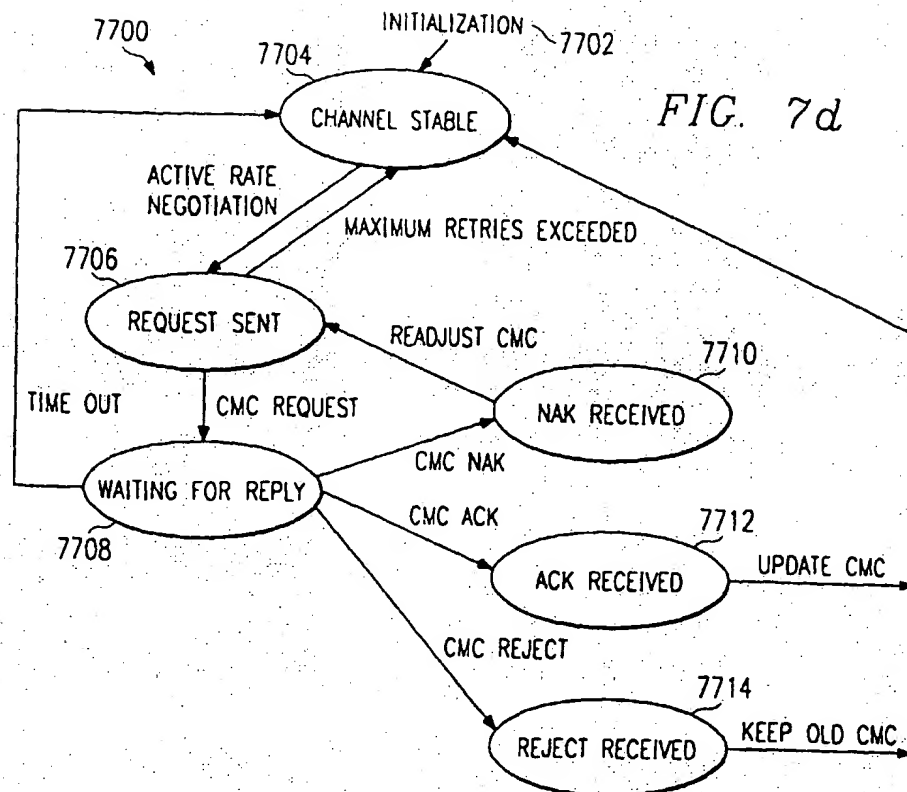 INITIALIZATION 7702
7700
7704
CHANNEL STABLE
FIG. 7d
ACTIVE RATE
NEGOTIATION
MAXIMUM RETRIES EXCEEDED
7706
REQUEST SENT
READJUST CMC
7710
NAK RECEIVED
TIME OUT
CMC REQUEST
CMC NAK
WAITING FOR REPLY
7708
CMC ACK
7712
ACK RECEIVED
UPDATE CMC
CMC REJECT
7714
REJECT RECEIVED
KEEP OLD CMC